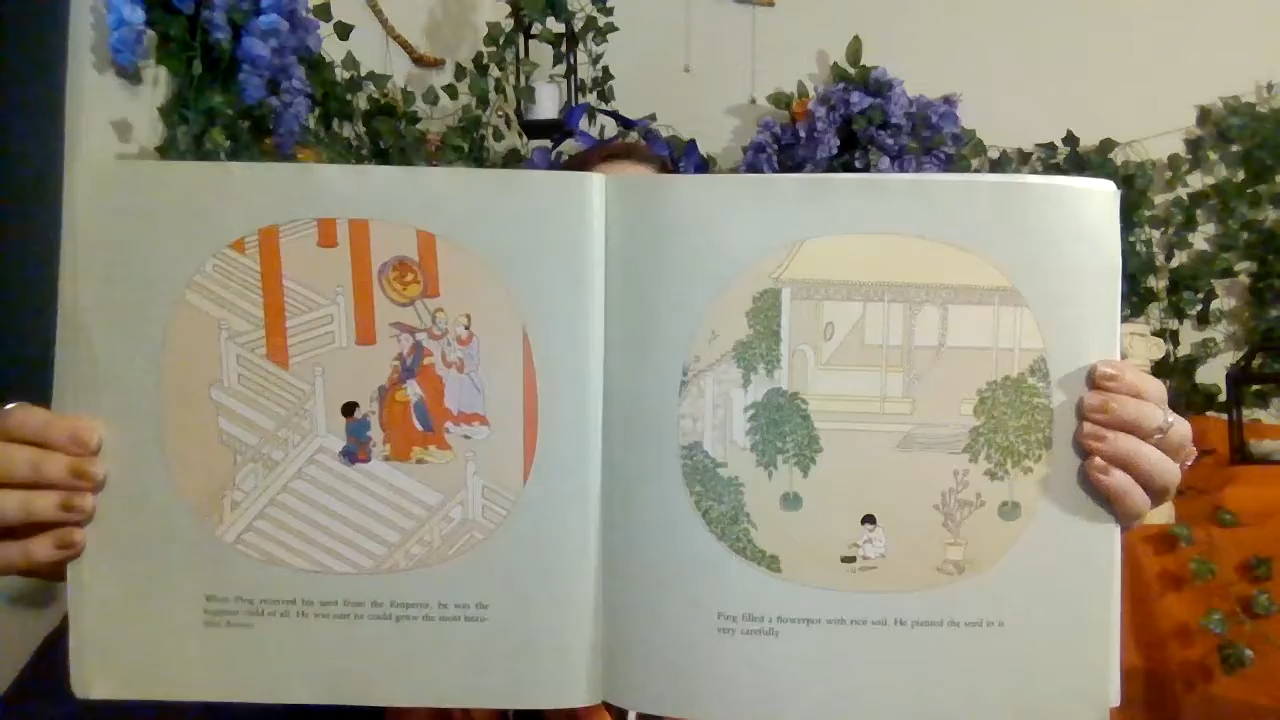 When Ping received his seed from the Emperor, he was the
happiest child of all. He was sure he could grow the most beau-
tiful flower.
Ping filled a flowerpot with rich soil. He planted the seed in it
very carefully.